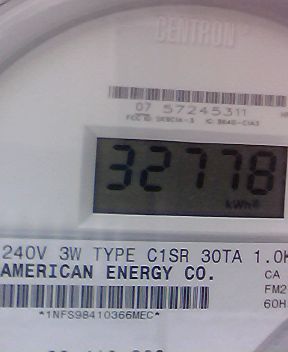 CENTRON
07 57245311
32778
kWh
240V 3W TYPE C1SR 30TA 1.0K
AMERICAN ENERGY CO.
CA
FM2
60H
*1NFS98410366MEC*